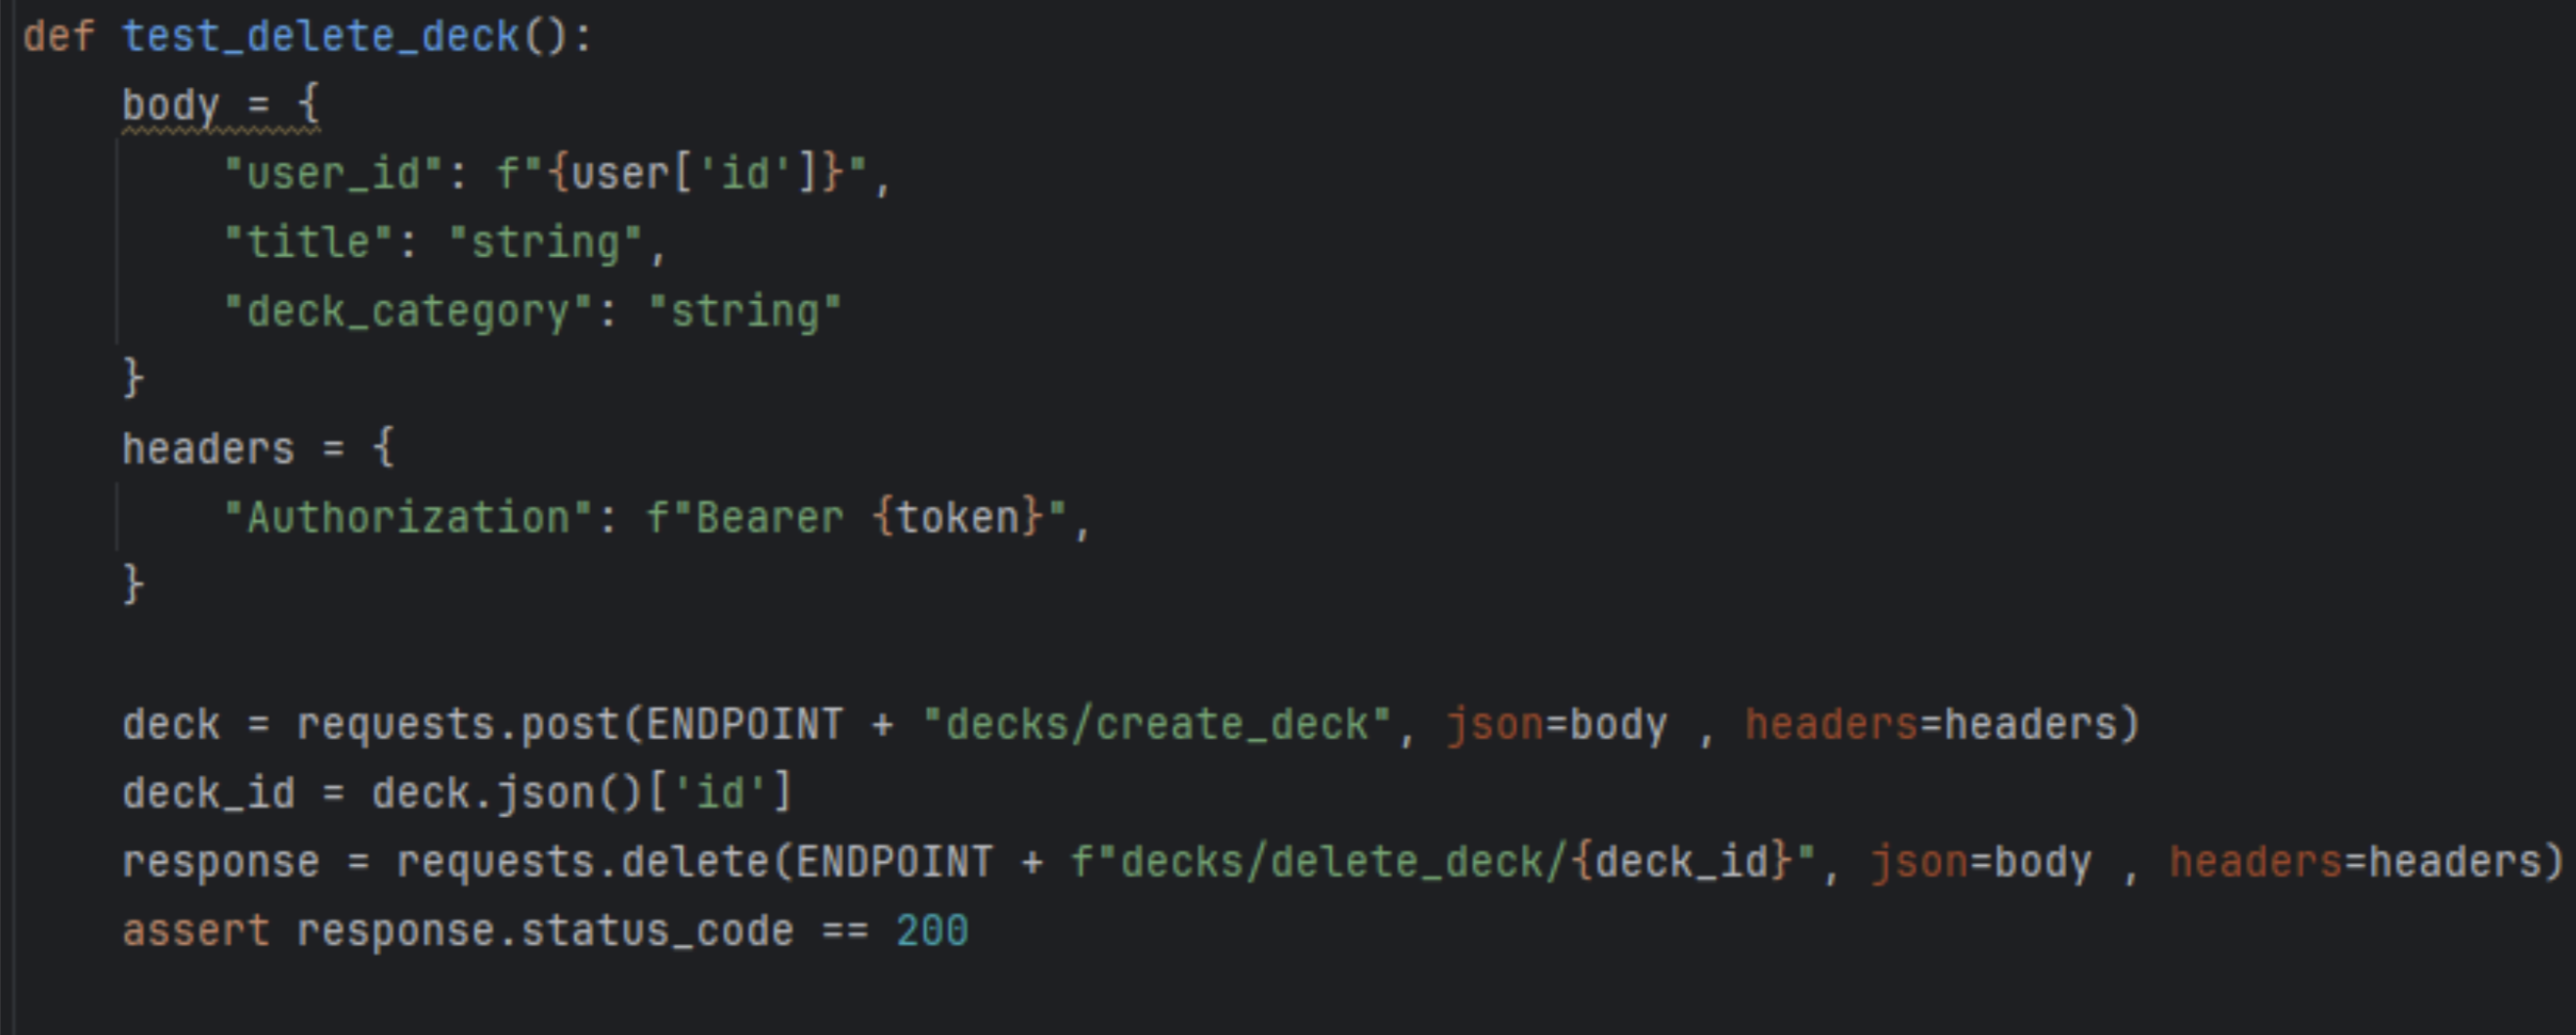 def test_delete_deck():
    body = {
        "user_id": f"{user['id']}",
        "title": "string",
        "deck_category": "string"
    }
    headers = {
        "Authorization": f"Bearer {token}",
    }

    deck = requests.post(ENDPOINT + "decks/create_deck", json=body , headers=headers)
    deck_id = deck.json()['id']
    response = requests.delete(ENDPOINT + f"decks/delete_deck/{deck_id}", json=body , headers=headers)
    assert response.status_code == 200